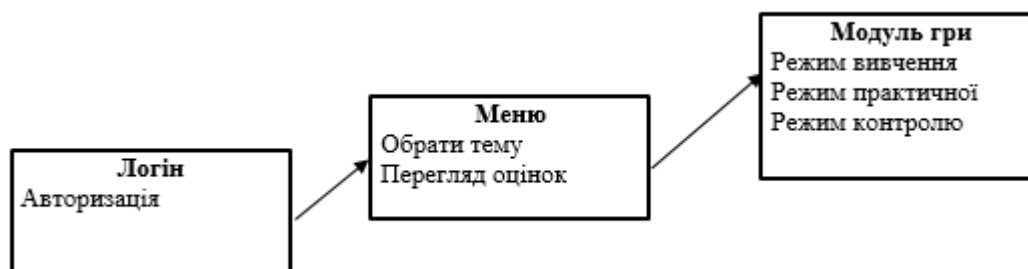 Логін
Авторизація
Меню
Обрати тему
Перегляд оцінок
Модуль гри
Режим вивчення
Режим практичної
Режим контролю